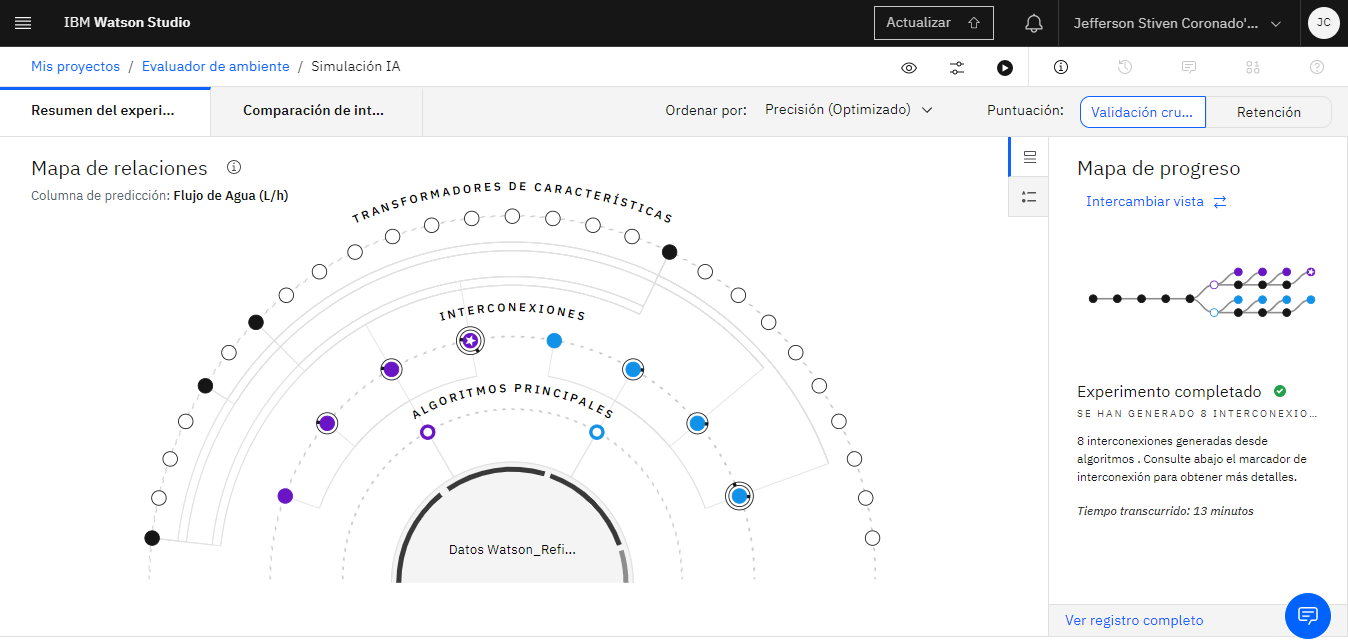 IBM Watson Studio
Actualizar
Jefferson Stiven Coronado'...
JC
Mis proyectos / Evaluador de ambiente / Simulación IA
Resumen del experi...
Comparación de int...
Ordenar por: Precisión (Optimizado)
Puntuación: Validación cru... Retención
Mapa de relaciones
Columna de predicción: Flujo de Agua (L/h)
TRANSFORMADORES DE CARACTERÍSTICAS
INTERCONEXIONES
ALGORITMOS PRINCIPALES
Datos Watson_Refi...
Mapa de progreso
Intercambiar vista
Experimento completado
SE HAN GENERADO 8 INTERCONEXIO...
8 interconexiones generadas desde
algoritmos . Consulte abajo el marcador de
interconexión para obtener más detalles.
Tiempo transcurrido: 13 minutos
Ver registro completo